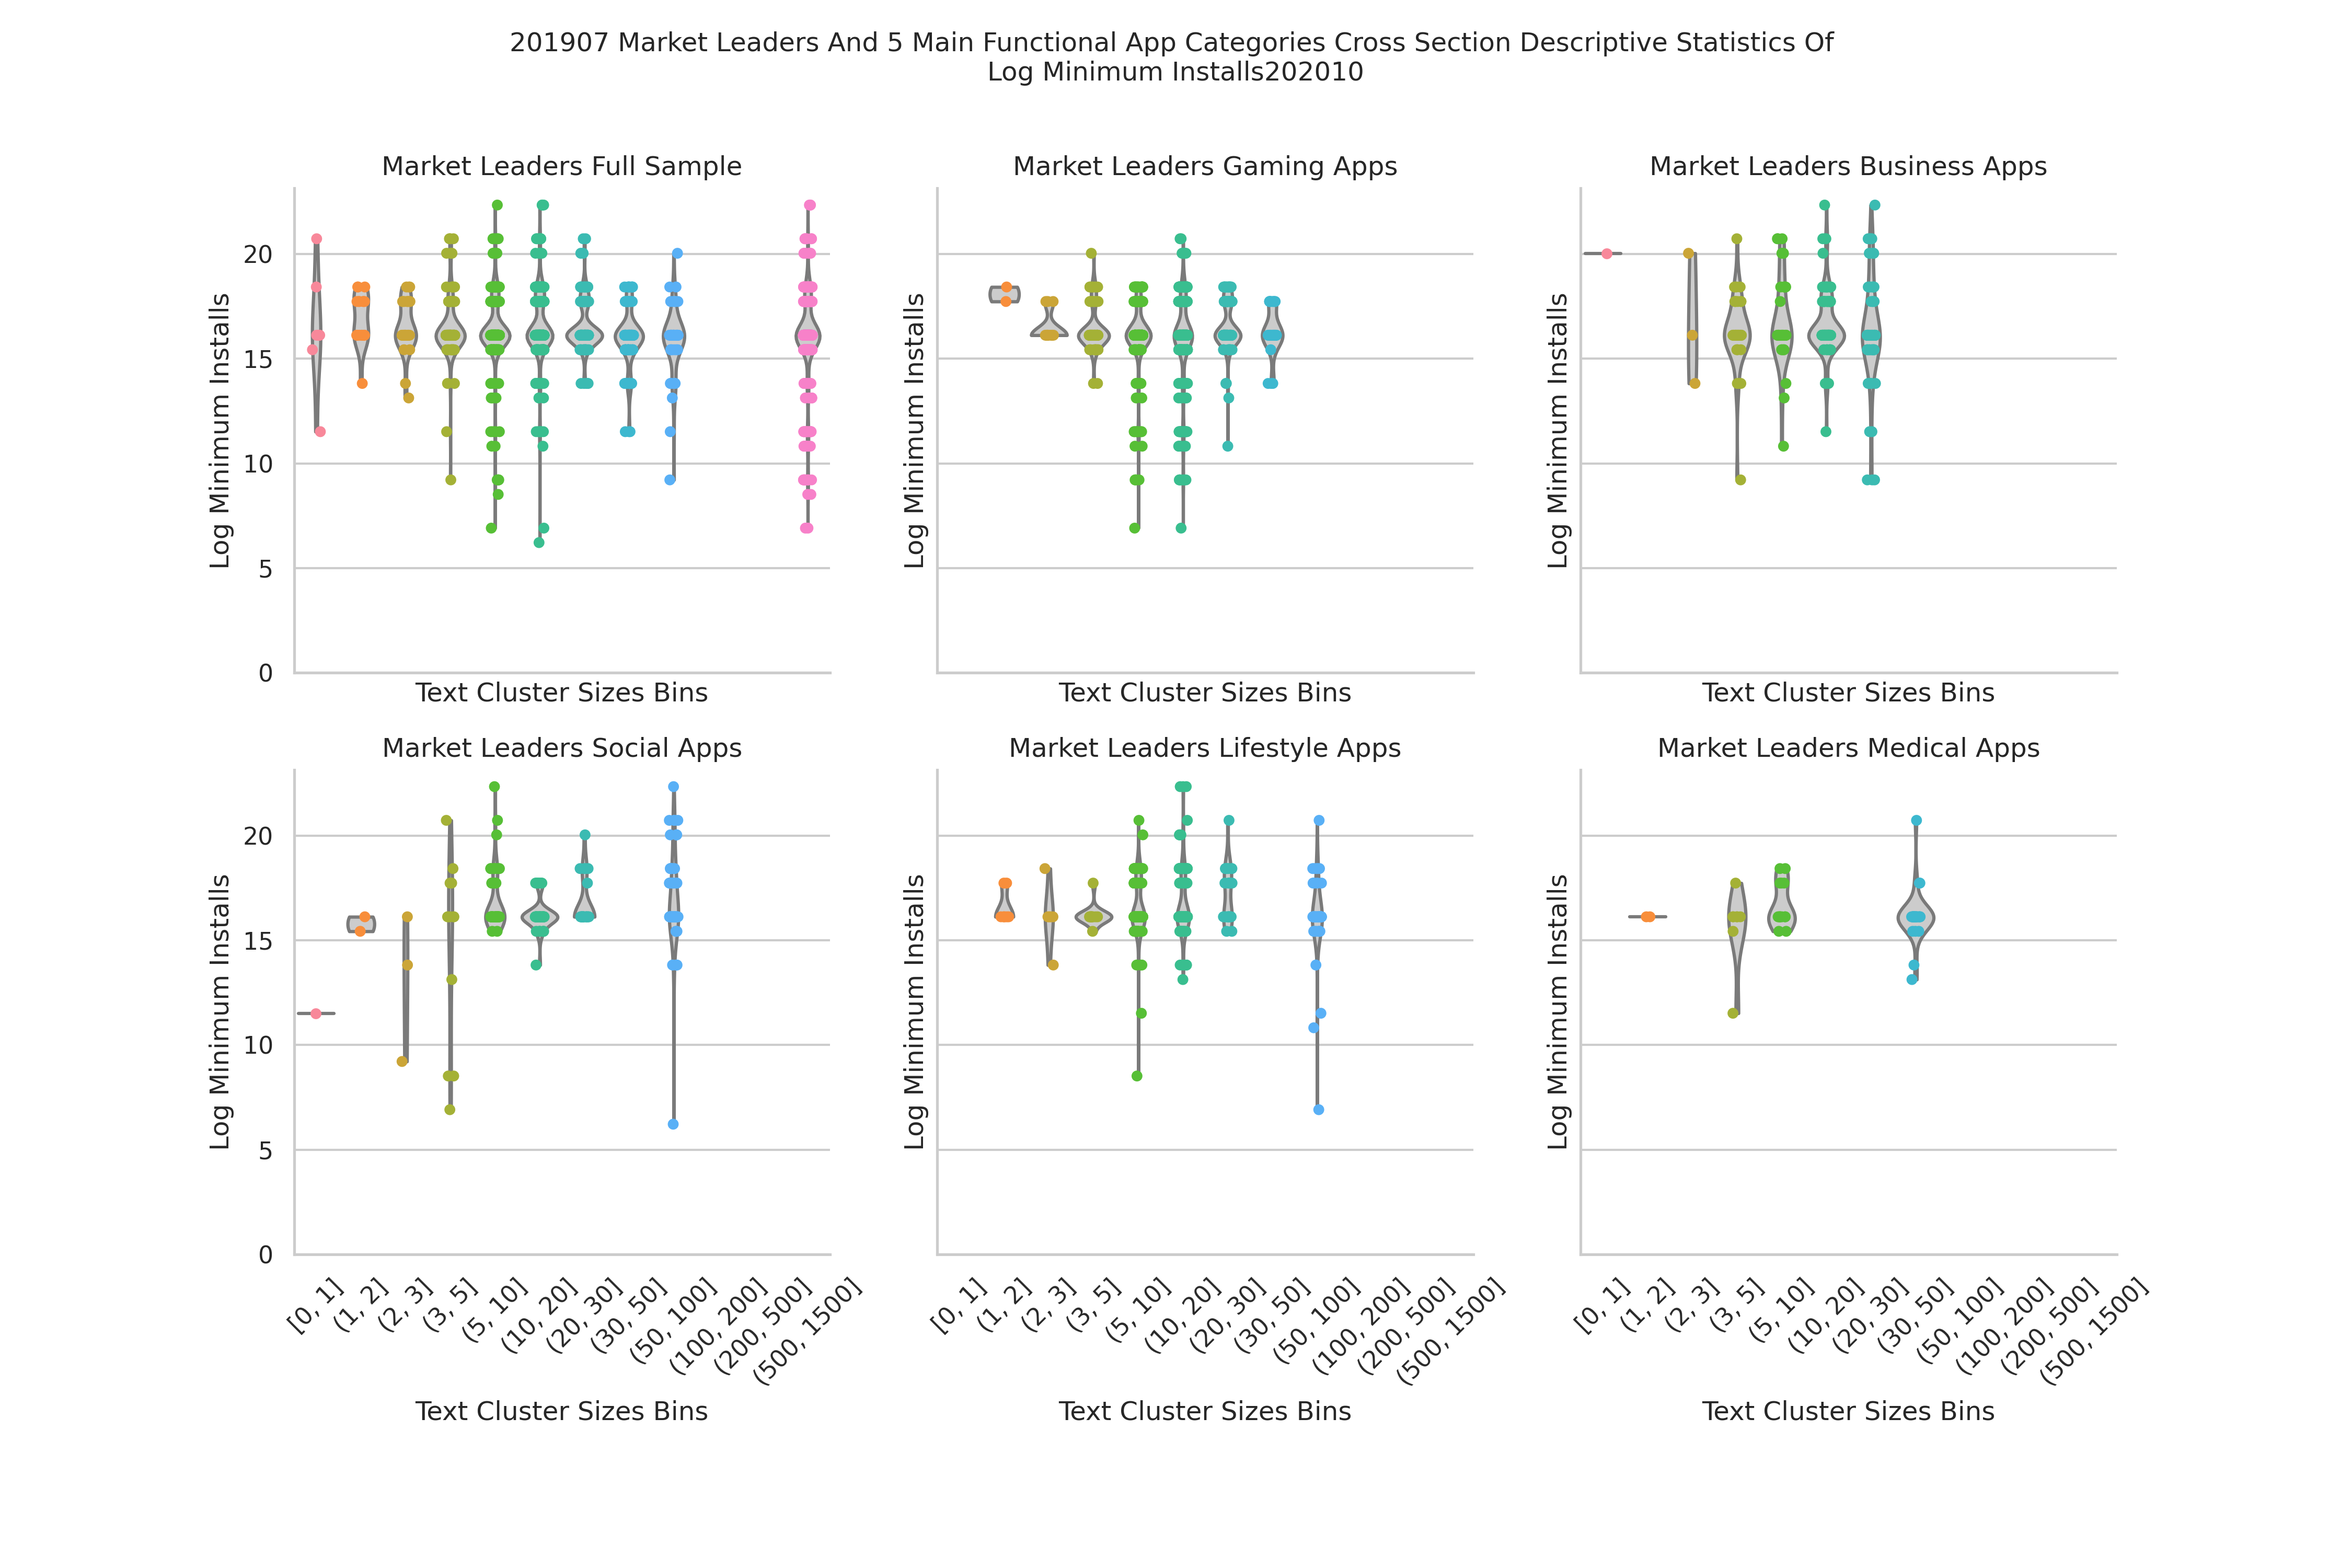 201907 Market Leaders And 5 Main Functional App Categories Cross Section Descriptive Statistics Of
Log Minimum Installs202010
Market Leaders Full Sample
Market Leaders Gaming Apps
Market Leaders Business Apps
Log Minimum Installs
20
15
10
5
0
Log Minimum Installs
Log Minimum Installs
Text Cluster Sizes Bins
Text Cluster Sizes Bins
Text Cluster Sizes Bins
Market Leaders Social Apps
Market Leaders Lifestyle Apps
Market Leaders Medical Apps
Log Minimum Installs
20
15
10
5
0
Log Minimum Installs
Log Minimum Installs
[0, 1]
(1, 2]
(2, 3]
(3, 5]
(5, 10]
(10, 20]
(20, 30]
(30, 50]
(50, 100]
(100, 200]
(200, 500]
(500, 1500]
[0, 1]
(1, 2]
(2, 3]
(3, 5]
(5, 10]
(10, 20]
(20, 30]
(30, 50]
(50, 100]
(100, 200]
(200, 500]
(500, 1500]
[0, 1]
(1, 2]
(2, 3]
(3, 5]
(5, 10]
(10, 20]
(20, 30]
(30, 50]
(50, 100]
(100, 200]
(200, 500]
(500, 1500]
Text Cluster Sizes Bins
Text Cluster Sizes Bins
Text Cluster Sizes Bins